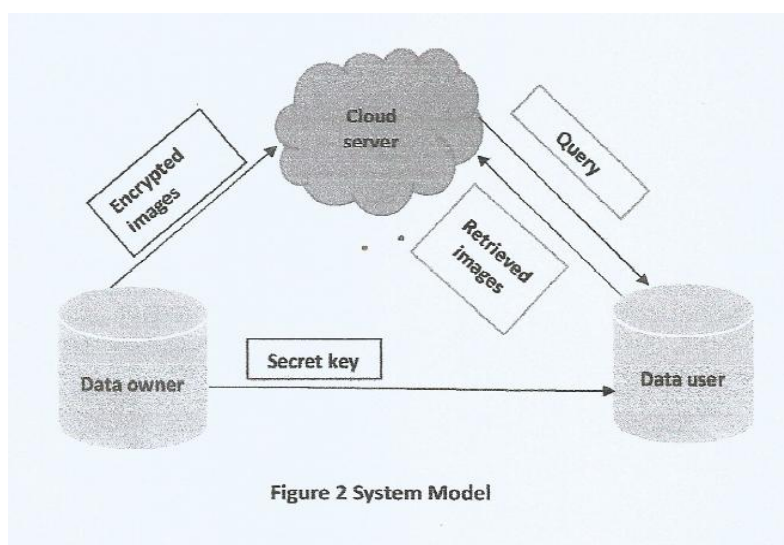 Cloud
server
Encrypted
images
Query
Retrieved
images
Secret key
Data owner
Data user
Figure 2 System Model